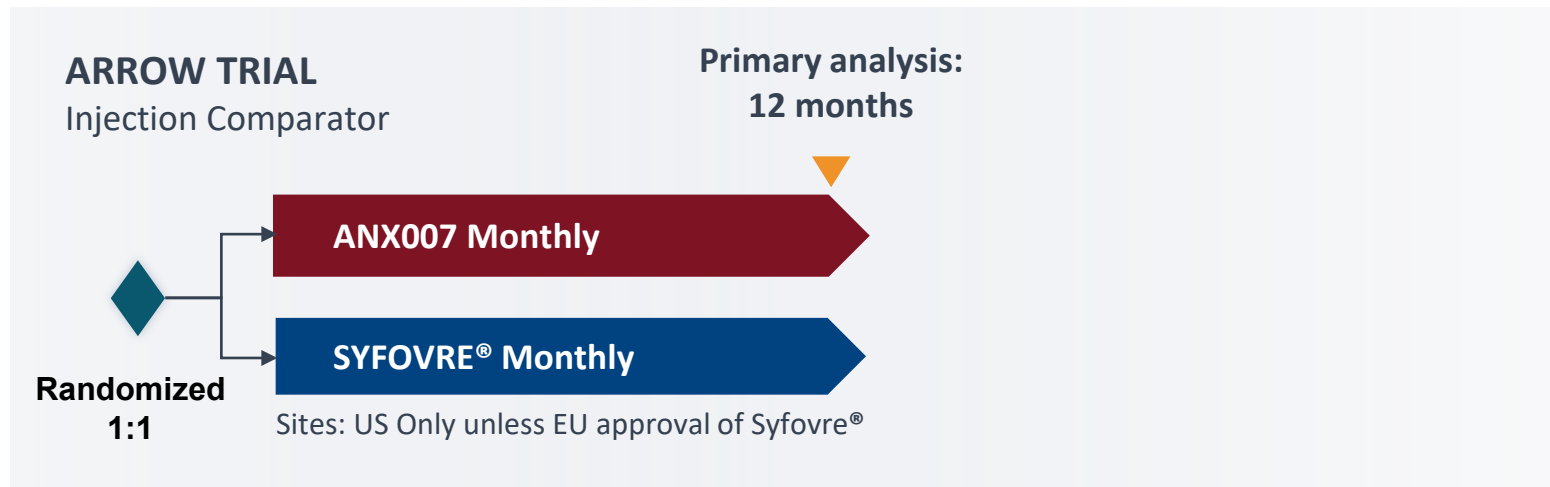 ARROW TRIAL
Injection Comparator
Primary analysis:
12 months
ANX007 Monthly
SYFOVRE® Monthly
Randomized
1:1
Sites: US Only unless EU approval of Syfovre®